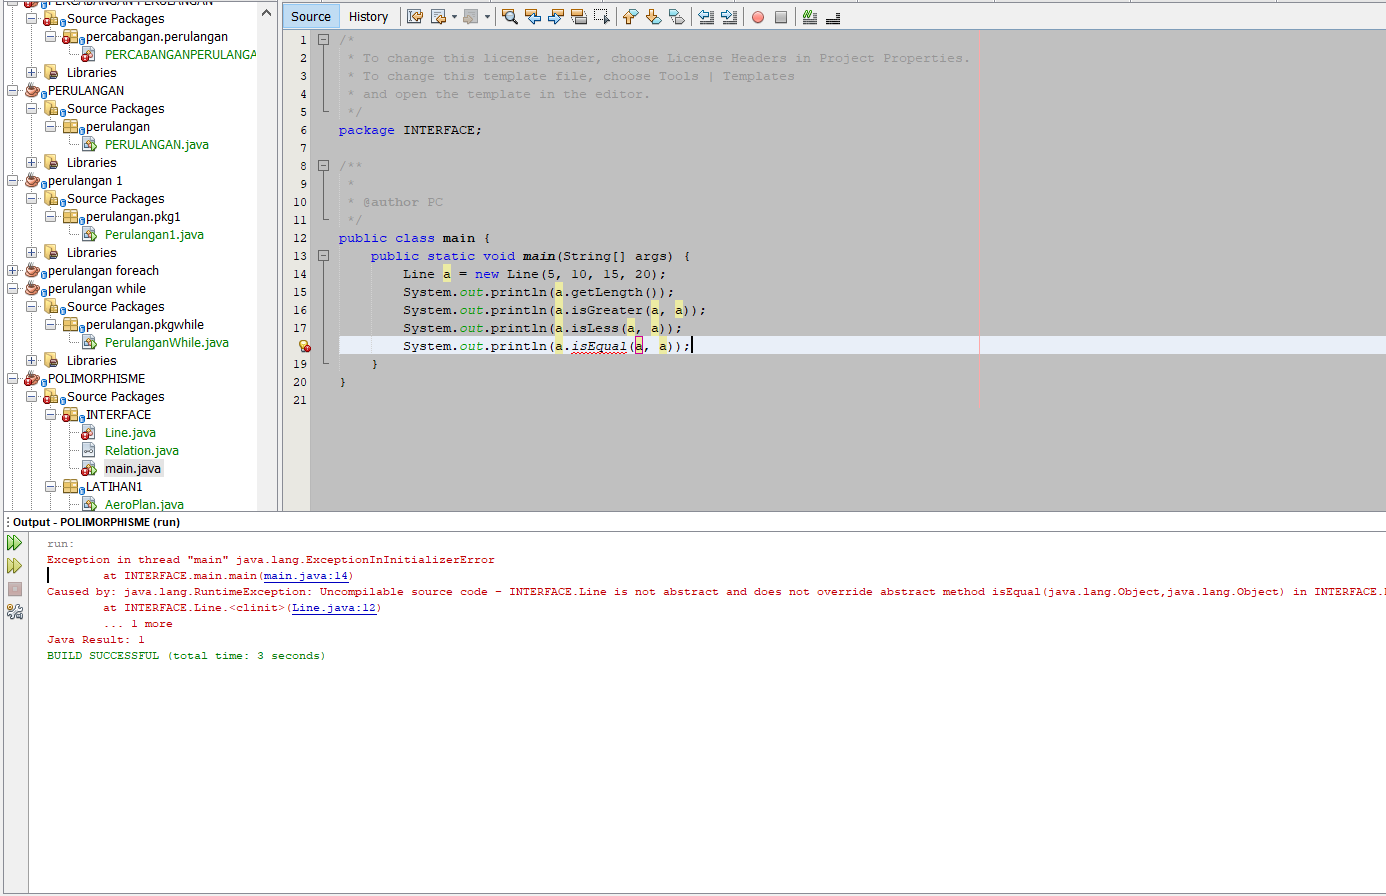 PERCABANGAN PERULANGAN
Source Packages
percabangan.perulangan
PERCABANGANPERULANGA
Libraries
PERULANGAN
Source Packages
perulangan
PERULANGAN.java
Libraries
perulangan 1
Source Packages
perulangan.pkg1
Perulangan1.java
Libraries
perulangan foreach
perulangan while
Source Packages
perulangan.pkgwhile
PerulanganWhile.java
Libraries
POLIMORPHISME
Source Packages
INTERFACE
Line.java
Relation.java
main.java
LATIHAN1
AeroPlan.java
Source History
1 /*
2 * To change this license header, choose License Headers in Project Properties.
3 * To change this template file, choose Tools | Templates
4 * and open the template in the editor.
5 */
6 package INTERFACE;
7
8 /**
9 *
10 * @author PC
11 */
12 public class main {
13 public static void main(String[] args) {
14 Line a = new Line(5, 10, 15, 20);
15 System.out.println(a.getLength());
16 System.out.println(a.isGreater(a, a));
17 System.out.println(a.isLess(a, a));
System.out.println(a.isEqual(a, a));
19 }
20 }
21
Output - POLIMORPHISME (run)
run:
Exception in thread "main" java.lang.ExceptionInInitializerError
at INTERFACE.main.main(main.java:14)
Caused by: java.lang.RuntimeException: Uncompilable source code - INTERFACE.Line is not abstract and does not override abstract method isEqual(java.lang.Object,java.lang.Object) in INTERFACE.
at INTERFACE.Line.<clinit>(Line.java:12)
... 1 more
Java Result: 1
BUILD SUCCESSFUL (total time: 3 seconds)